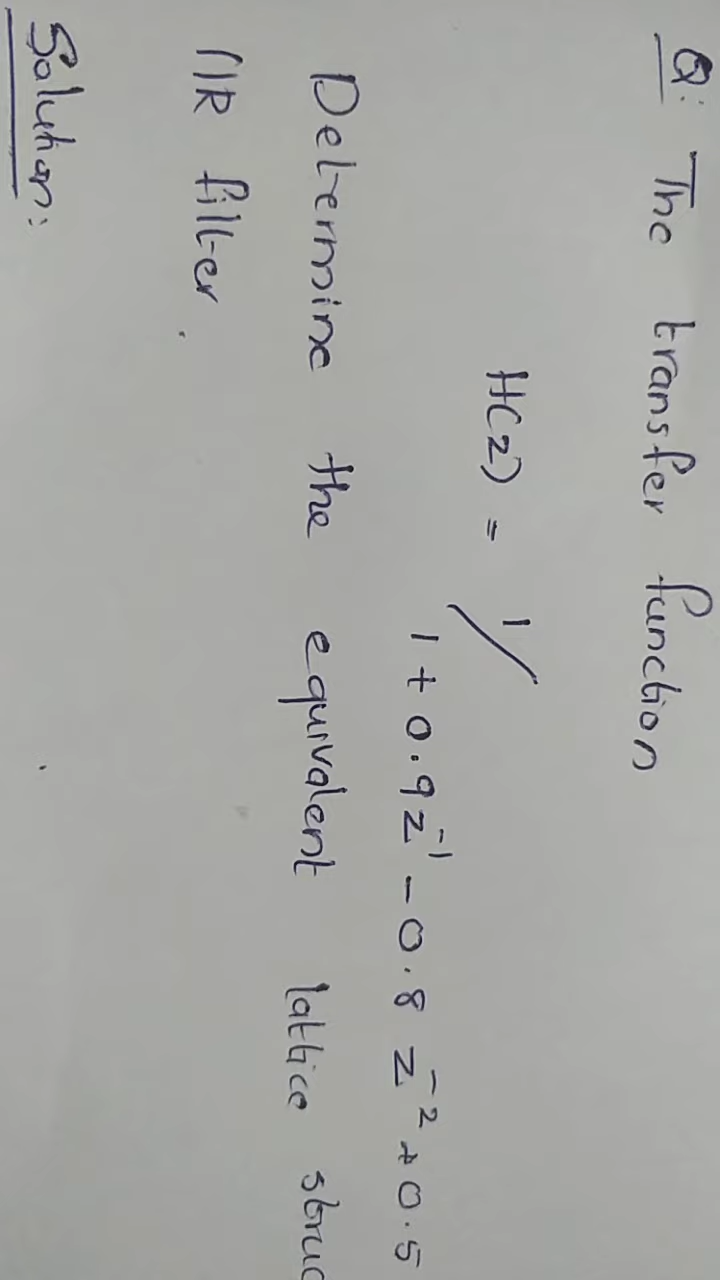 Q: The transfer function
H(z) = 1/
1 + 0.9z⁻¹ - 0.8 z⁻² + 0.5
Determine the equivalent lattice struc
IIR filter.
Solution: